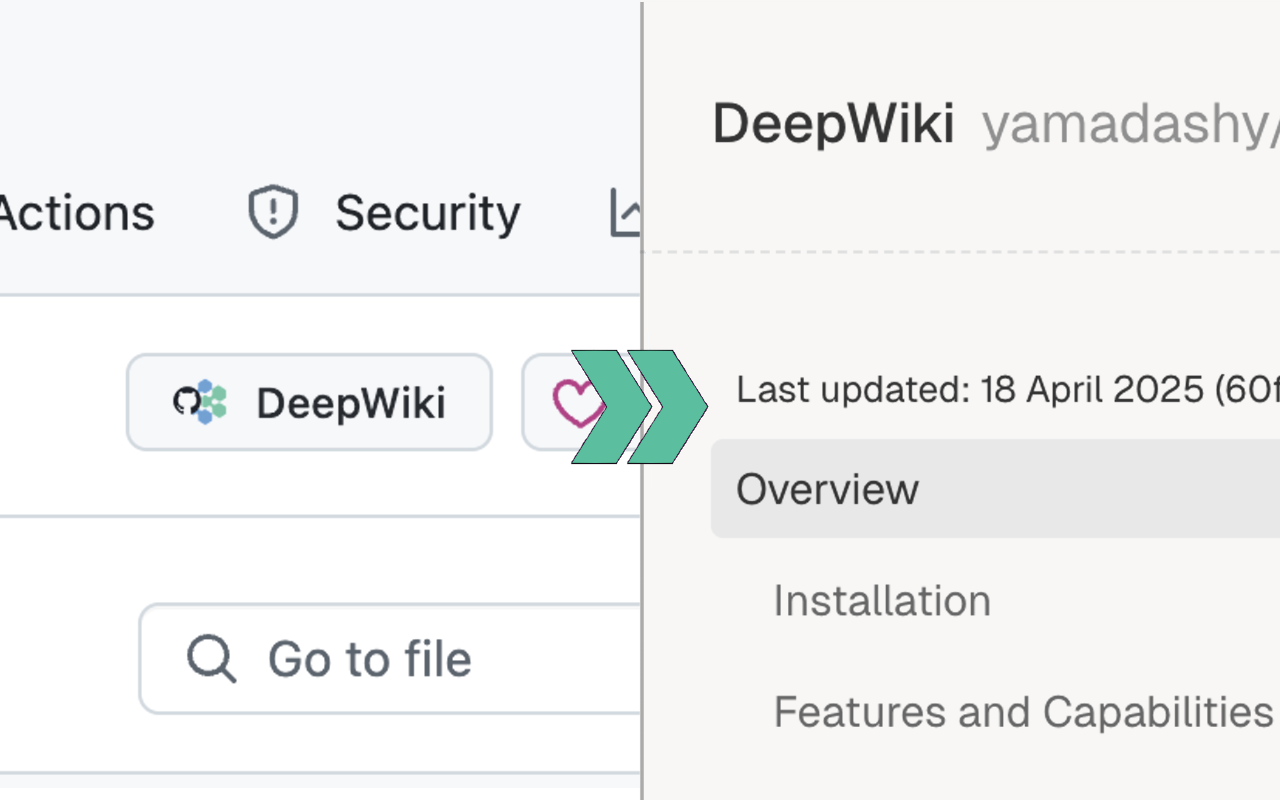 Actions
Security
DeepWiki
Go to file
DeepWiki yamadashy/
Last updated: 18 April 2025 (60f
Overview
Installation
Features and Capabilities